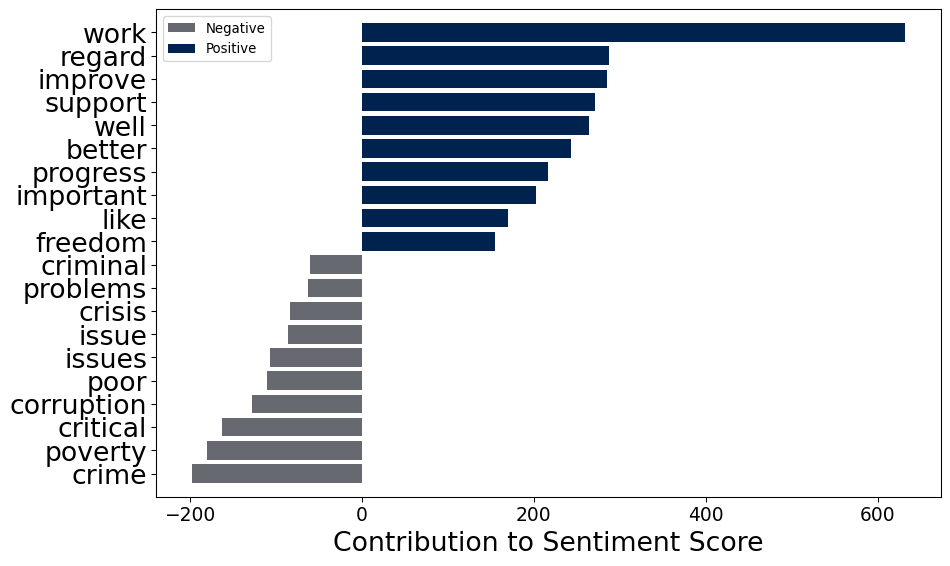 Negative
Positive
work
regard
improve
support
well
better
progress
important
like
freedom
criminal
problems
crisis
issue
issues
poor
corruption
critical
poverty
crime
−200 0 200 400 600
Contribution to Sentiment Score